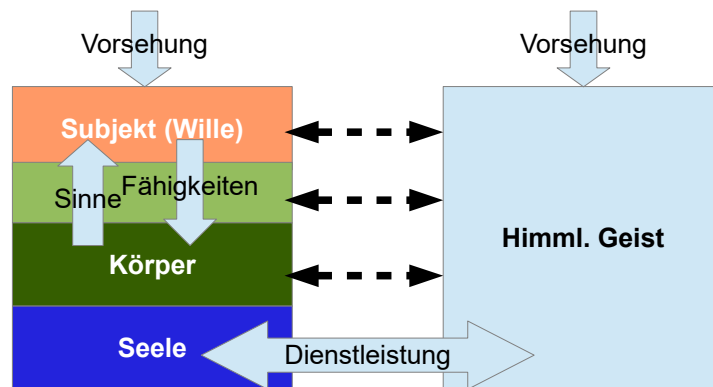 Vorsehung
Vorsehung
Subjekt (Wille)
Sinne
Fähigkeiten
Körper
Himml. Geist
Seele
Dienstleistung